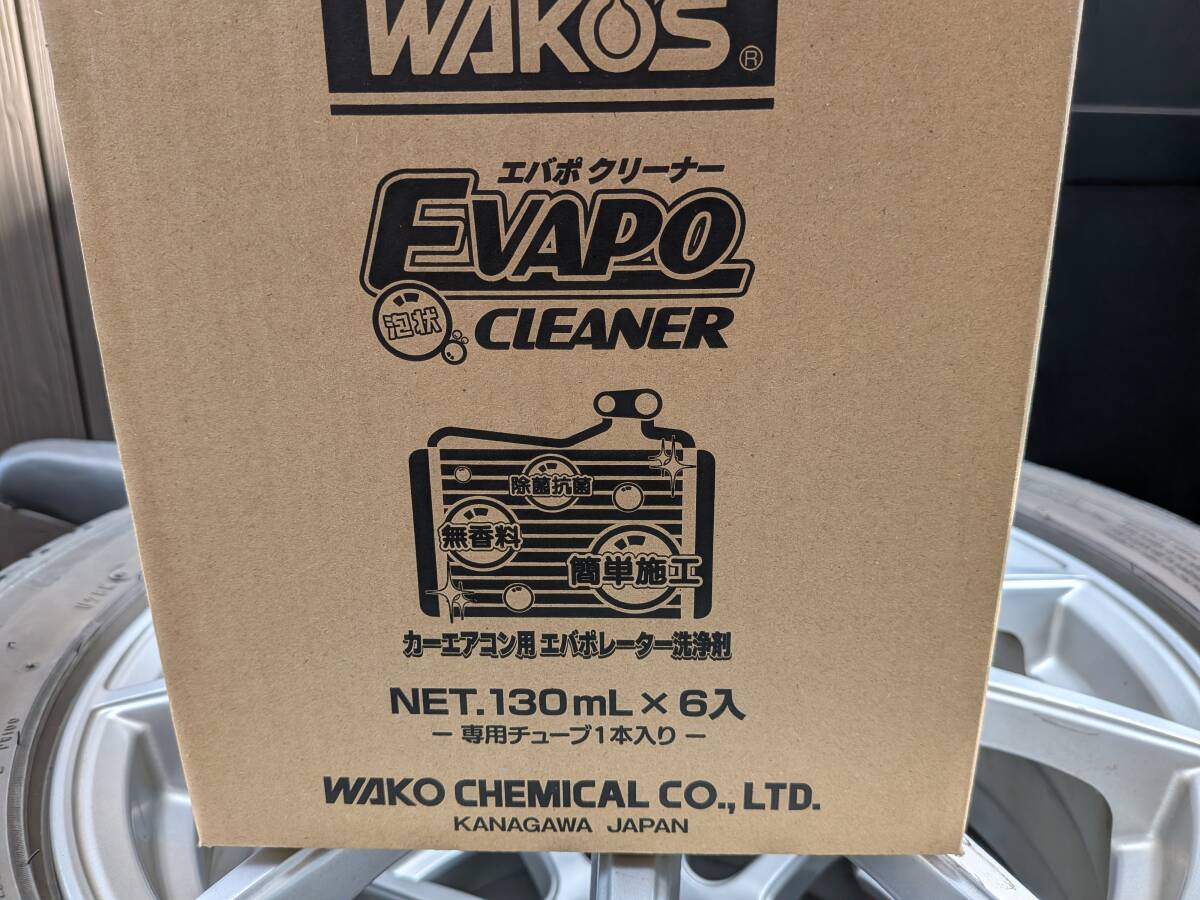 WAKO'S®
エバポ クリーナー
EVAPO
泡状
CLEANER
除菌抗菌
無香料
簡単施工
カーエアコン用 エバポレーター洗浄剤
NET.130mL×6入
− 専用チューブ1本入り −
WAKO CHEMICAL CO., LTD.
KANAGAWA JAPAN